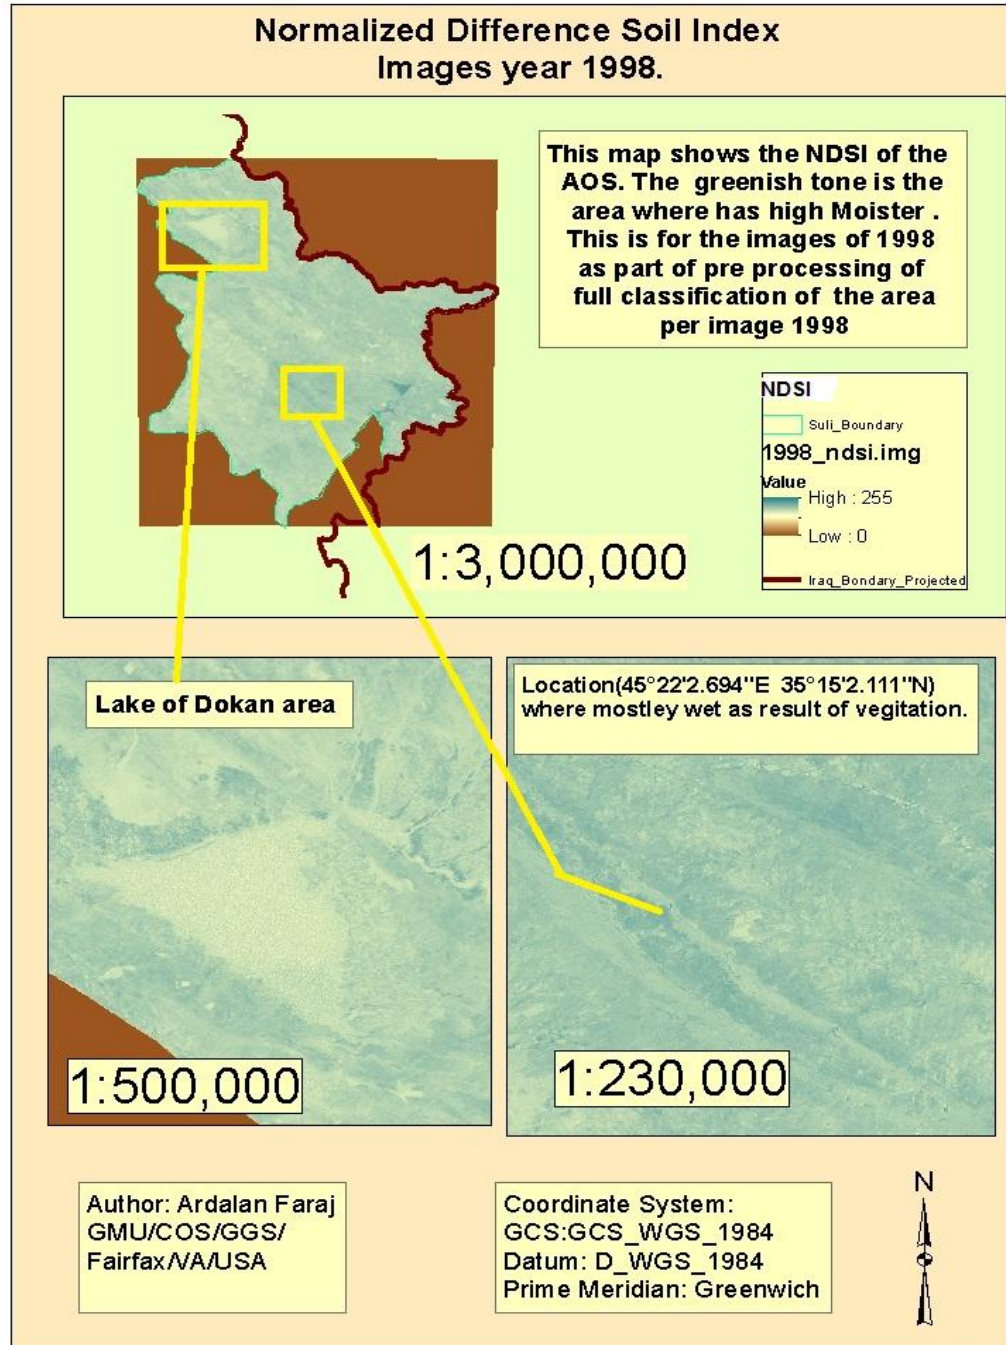 Normalized Difference Soil Index
Images year 1998.
This map shows the NDSI of the
AOS. The greenish tone is the
area where has high Moister .
This is for the images of 1998
as part of pre processing of
full classification of the area
per image 1998
NDSI
Suli_Boundary
1998_ndsi.img
Value
High : 255
Low : 0
Iraq_Bondary_Projected
1:3,000,000
Lake of Dokan area
1:500,000
Location(45°22'2.694"E 35°15'2.111"N)
where mostley wet as result of vegitation.
1:230,000
Author: Ardalan Faraj
GMU/COS/GGS/
Fairfax/VA/USA
Coordinate System:
GCS:GCS_WGS_1984
Datum: D_WGS_1984
Prime Meridian: Greenwich
N